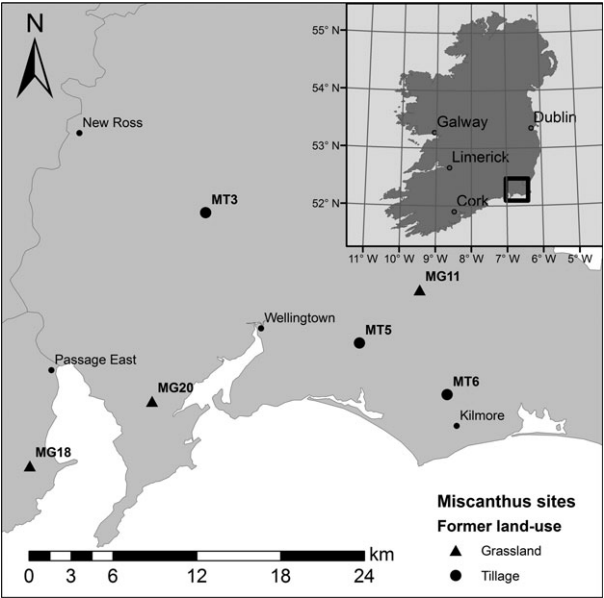 N
New Ross
MT3
55° N
54° N
53° N
52° N
Galway
Dublin
Limerick
Cork
11° W 10° W 9° W 8° W 7° W 6° W 5° W
MG11
Wellingtown
MT5
Passage East
MG20
MT6
Kilmore
MG18
Miscanthus sites
Former land-use
Grassland
Tillage
km
0 3 6 12 18 24